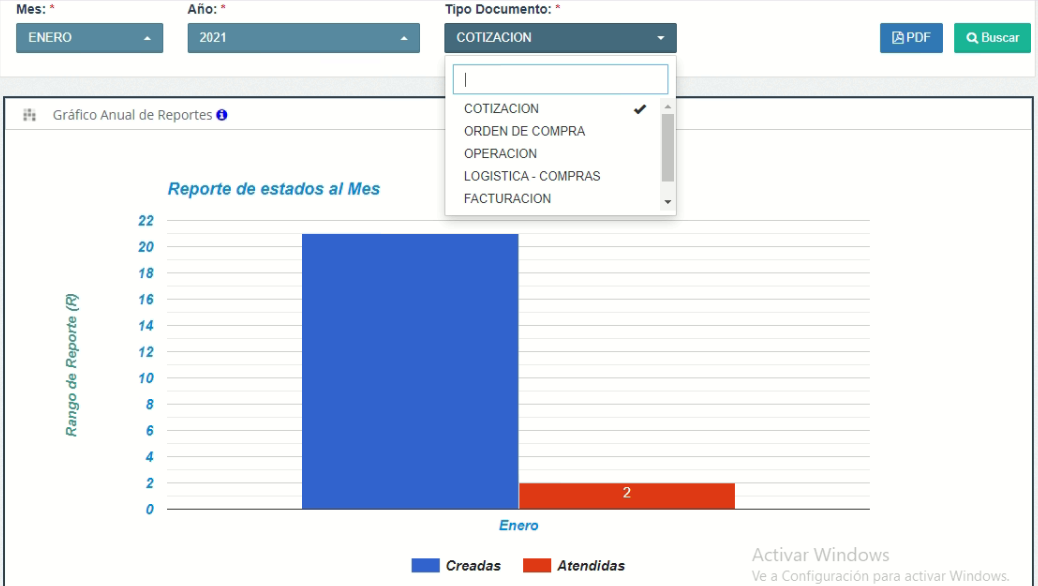 Mes: * Año: * Tipo Documento: *
ENERO 2021 COTIZACION PDF Buscar
COTIZACION
ORDEN DE COMPRA
OPERACION
LOGISTICA - COMPRAS
FACTURACION
Gráfico Anual de Reportes
Reporte de estados al Mes
Rango de Reporte (R)
22
20
18
16
14
12
10
8
6
4
2
0
2
Enero
Creadas Atendidas
Activar Windows
Ve a Configuración para activar Windows.